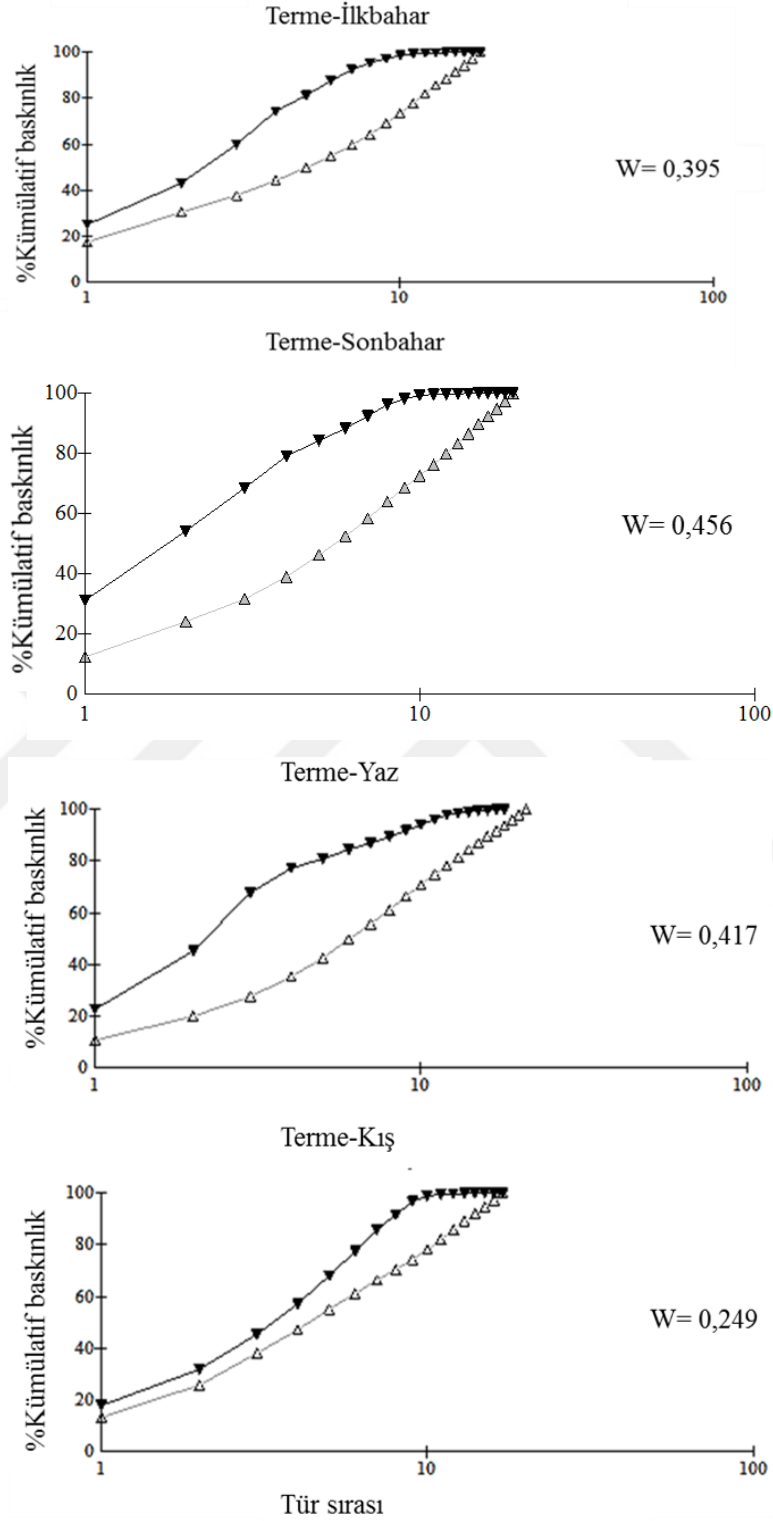 Terme-İlkbahar
100
80
60
40
20
0
1
10
100
%Kümülatif baskınlık
W= 0,395
Terme-Sonbahar
100
80
60
40
20
0
1
10
100
%Kümülatif baskınlık
W= 0,456
Terme-Yaz
100
80
60
40
20
0
1
10
100
%Kümülatif baskınlık
W= 0,417
Terme-Kış
100
80
60
40
20
0
1
10
100
%Kümülatif baskınlık
W= 0,249
Tür sırası